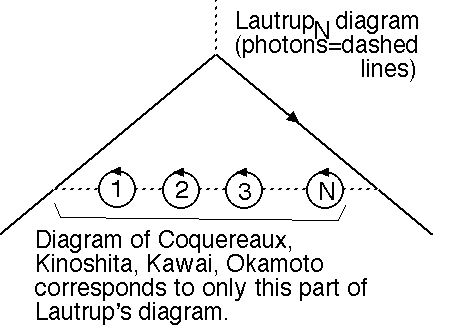 Lautrup_N diagram
(photons=dashed
lines)
1 2 3 N
Diagram of Coquereaux,
Kinoshita, Kawai, Okamoto
corresponds to only this part of
Lautrup's diagram.